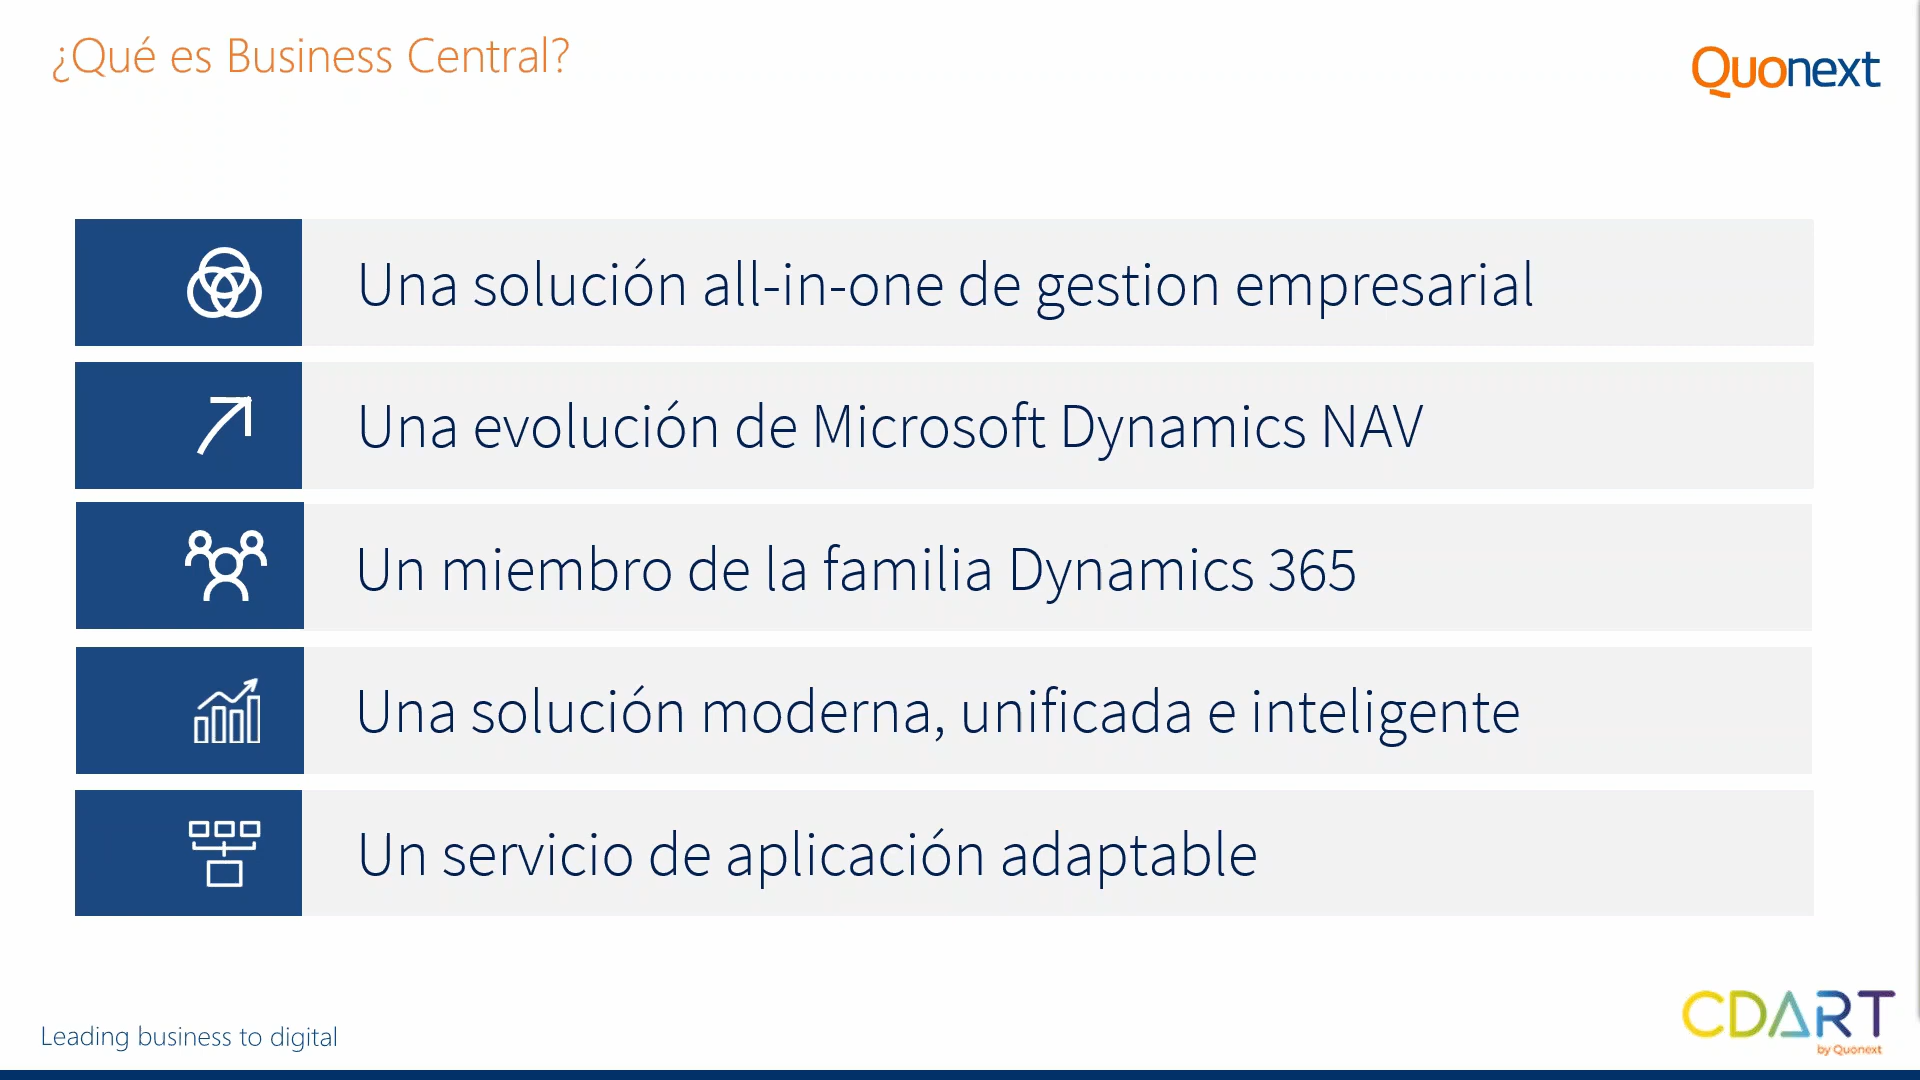 ¿Qué es Business Central?
Quonext
Una solución all-in-one de gestion empresarial
Una evolución de Microsoft Dynamics NAV
Un miembro de la familia Dynamics 365
Una solución moderna, unificada e inteligente
Un servicio de aplicación adaptable
Leading business to digital
CDART
by Quonext